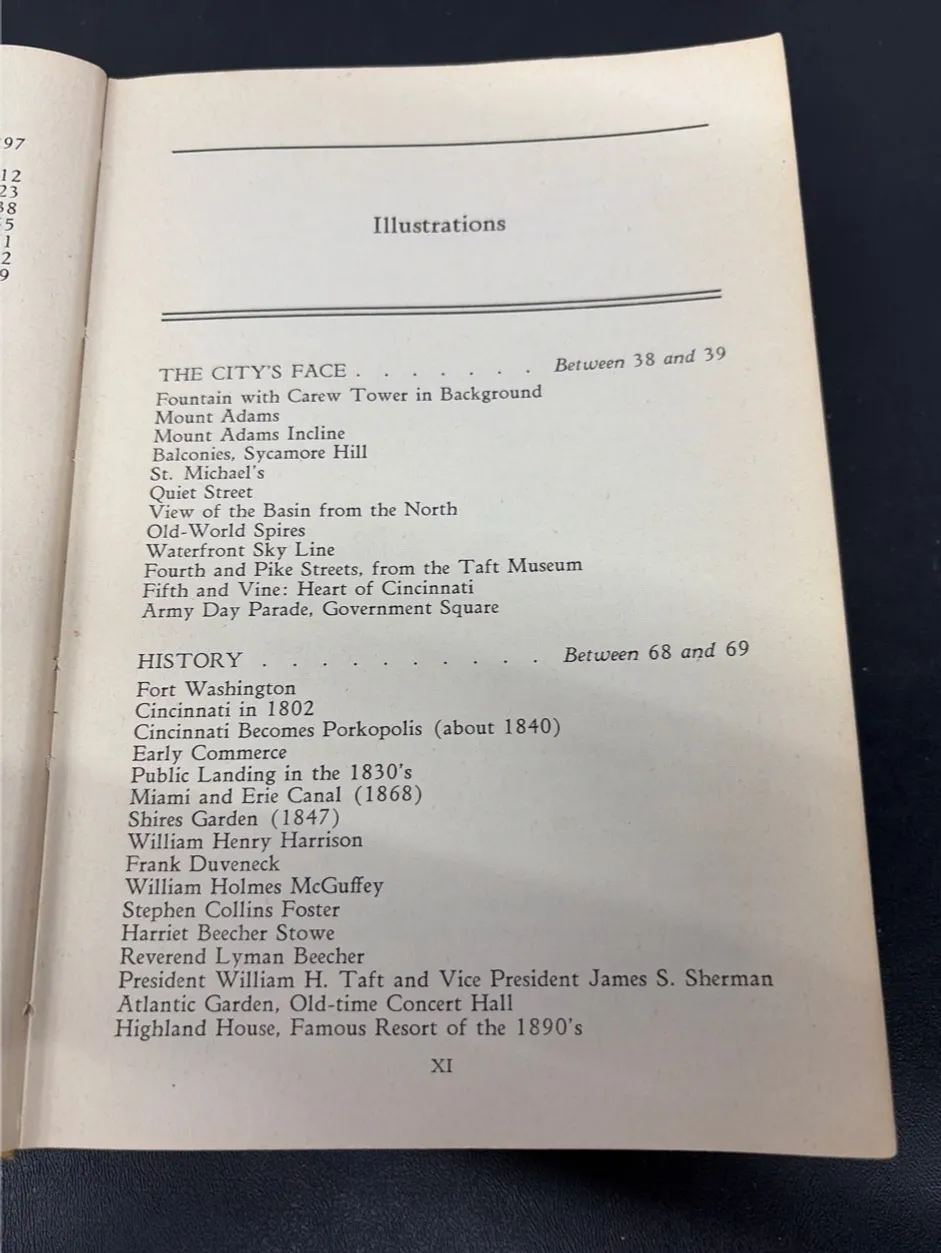 97
12
23
38
5
1
2
9
Illustrations
THE CITY'S FACE . . . . . . . Between 38 and 39
Fountain with Carew Tower in Background
Mount Adams
Mount Adams Incline
Balconies, Sycamore Hill
St. Michael's
Quiet Street
View of the Basin from the North
Old-World Spires
Waterfront Sky Line
Fourth and Pike Streets, from the Taft Museum
Fifth and Vine: Heart of Cincinnati
Army Day Parade, Government Square
HISTORY . . . . . . . . . . Between 68 and 69
Fort Washington
Cincinnati in 1802
Cincinnati Becomes Porkopolis (about 1840)
Early Commerce
Public Landing in the 1830's
Miami and Erie Canal (1868)
Shires Garden (1847)
William Henry Harrison
Frank Duveneck
William Holmes McGuffey
Stephen Collins Foster
Harriet Beecher Stowe
Reverend Lyman Beecher
President William H. Taft and Vice President James S. Sherman
Atlantic Garden, Old-time Concert Hall
Highland House, Famous Resort of the 1890's
XI